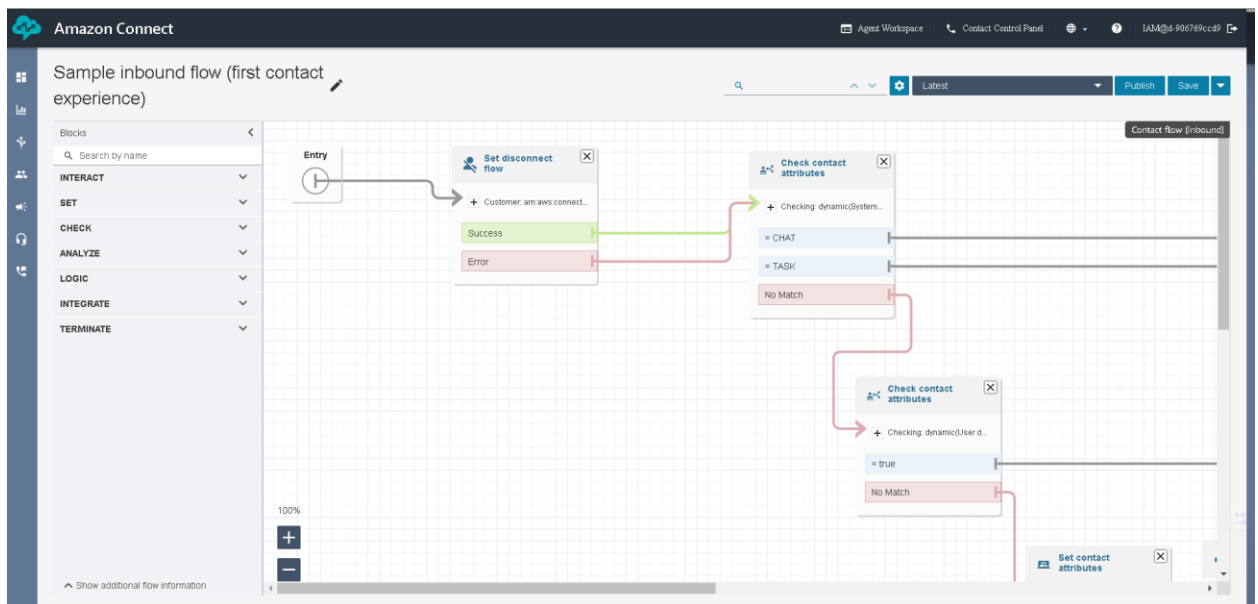 Amazon Connect
Agent Workspace
Contact Control Panel
IAM@d-906769ccd9
Sample inbound flow (first contact
experience)
Latest
Publish
Save
Blocks
Search by name
INTERACT
SET
CHECK
ANALYZE
LOGIC
INTEGRATE
TERMINATE
Show additional flow information
Contact flow (inbound)
Entry
Set disconnect
flow
Customer: arn:aws:connect...
Success
Error
Check contact
attributes
Checking: dynamic(System...
= CHAT
= TASK
No Match
Check contact
attributes
Checking: dynamic(User d...
= true
No Match
Set contact
attributes
100%